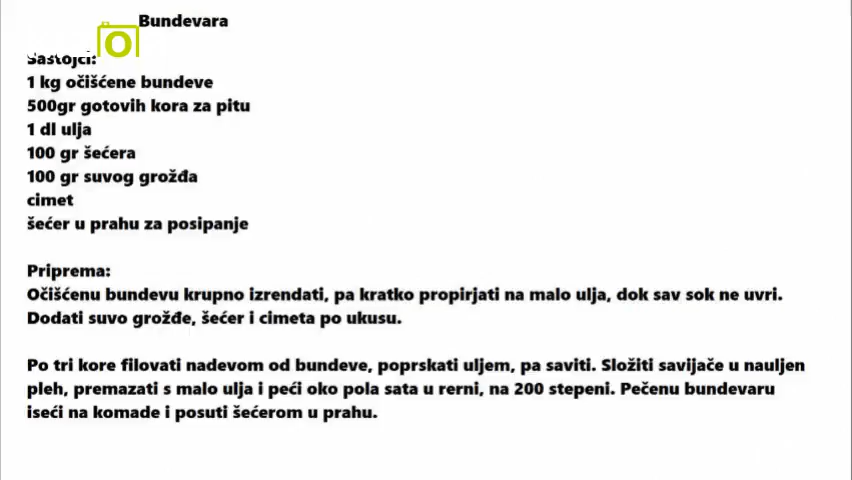 Bundevara
Sastojci:
1 kg očišćene bundeve
500gr gotovih kora za pitu
1 dl ulja
100 gr šećera
100 gr suvog grožđa
cimet
šećer u prahu za posipanje
Priprema:
Očišćenu bundevu krupno izrendati, pa kratko propirjati na malo ulja, dok sav sok ne uvri.
Dodati suvo grožđe, šećer i cimeta po ukusu.
Po tri kore filovati nadevom od bundeve, poprskati uljem, pa saviti. Složiti savijače u nauljen
pleh, premazati s malo ulja i peći oko pola sata u rerni, na 200 stepeni. Pečenu bundevaru
iseći na komade i posuti šećerom u prahu.